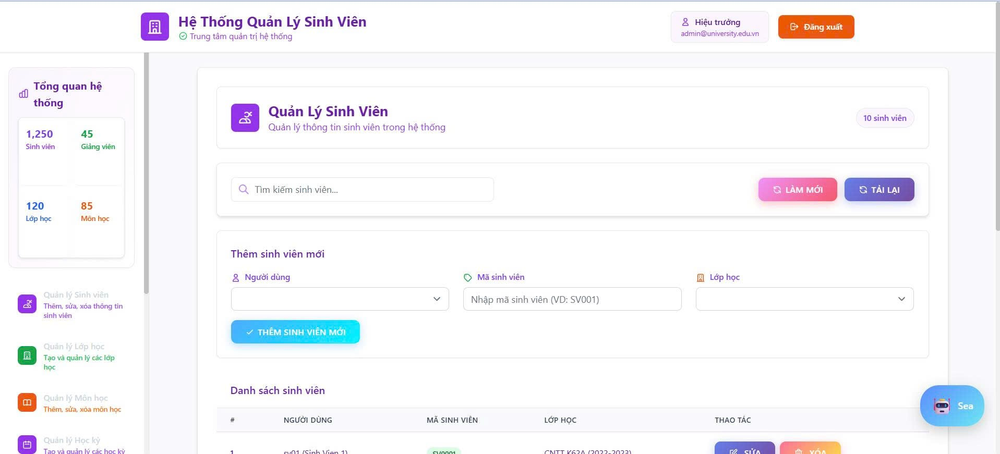 Hệ Thống Quản Lý Sinh Viên
Trung tâm quản trị hệ thống
Hiệu trưởng
admin@university.edu.vn
Đăng xuất
Tổng quan hệ
thống
1,250
Sinh viên
45
Giảng viên
120
Lớp học
85
Môn học
Quản lý Sinh viên
Thêm, sửa, xóa thông tin
sinh viên
Quản lý Lớp học
Tạo và quản lý các lớp
học
Quản lý Môn học
Thêm, sửa, xóa môn học
Quản lý Học kỳ
Tạo và quản lý các học kỳ
Quản Lý Sinh Viên
Quản lý thông tin sinh viên trong hệ thống
10 sinh viên
Tìm kiếm sinh viên...
LÀM MỚI
TẢI LẠI
Thêm sinh viên mới
Người dùng
Mã sinh viên
Lớp học
Nhập mã sinh viên (VD: SV001)
THÊM SINH VIÊN MỚI
Danh sách sinh viên
# NGƯỜI DÙNG MÃ SINH VIÊN LỚP HỌC THAO TÁC
1 sv01 (Sinh Vien 1) SV0001 CNTT K62A (2022-2023) SỬA XÓA
Sea